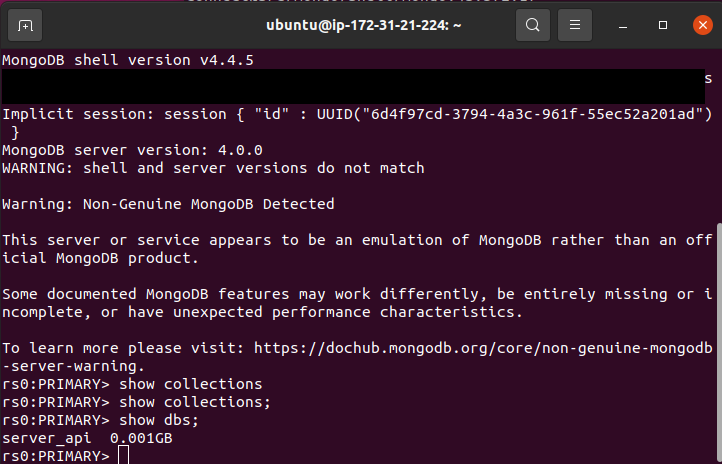 ubuntu@ip-172-31-21-224: ~
MongoDB shell version v4.4.5
s
Implicit session: session { "id" : UUID("6d4f97cd-3794-4a3c-961f-55ec52a201ad")
 }
MongoDB server version: 4.0.0
WARNING: shell and server versions do not match
Warning: Non-Genuine MongoDB Detected
This server or service appears to be an emulation of MongoDB rather than an off
icial MongoDB product.
Some documented MongoDB features may work differently, be entirely missing or i
ncomplete, or have unexpected performance characteristics.
To learn more please visit: https://dochub.mongodb.org/core/non-genuine-mongodb
-server-warning.
rs0:PRIMARY> show collections
rs0:PRIMARY> show collections;
rs0:PRIMARY> show dbs;
server_api  0.001GB
rs0:PRIMARY>